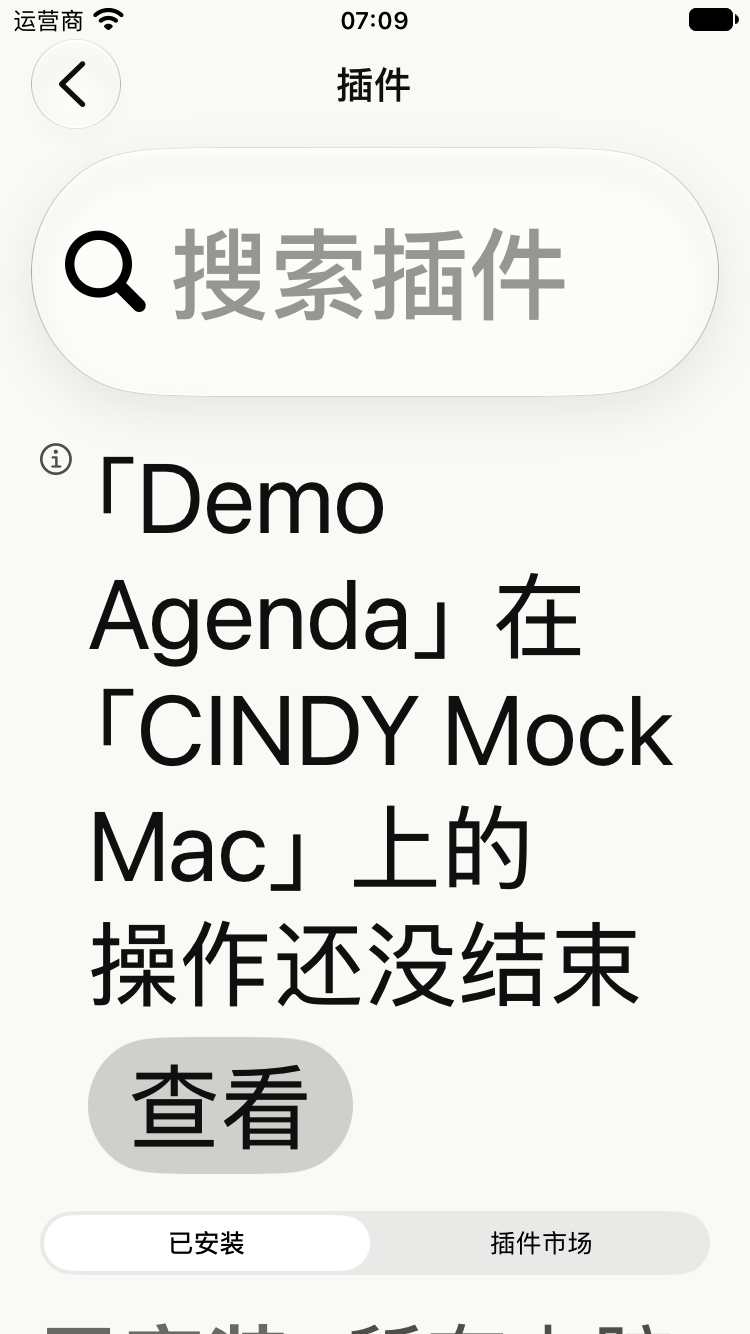 运营商 07:09
插件
搜索插件
「Demo
Agenda」在
「CINDY Mock
Mac」上的
操作还没结束
查看
已安装 插件市场